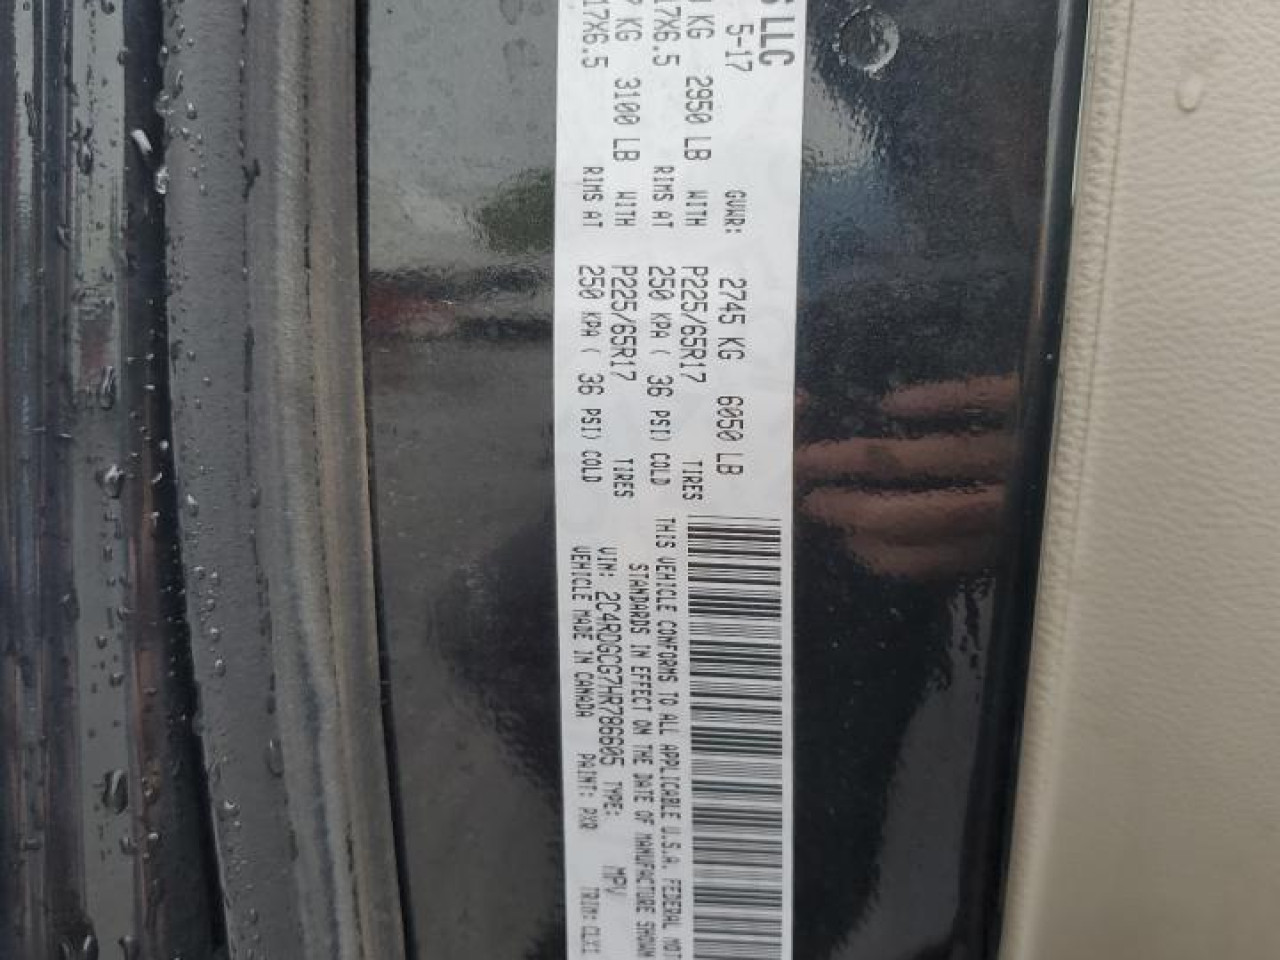 S LLC
5-17 GVWR: 2745 KG 6050 LB
KG 2950 LB WITH P225/65R17 TIRES
17X6.5 RIMS AT 250 KPA ( 36 PSI) COLD
KG 3100 LB WITH P225/65R17 TIRES
17X6.5 RIMS AT 250 KPA ( 36 PSI) COLD
THIS VEHICLE CONFORMS TO ALL APPLICABLE U.S.A. FEDERAL MOT
STANDARDS IN EFFECT ON THE DATE OF MANUFACTURE SHOWN
VIN: 2C4RDGCG7HR786605 TYPE: MPV
VEHICLE MADE IN CANADA PAINT: PXR TRIM: